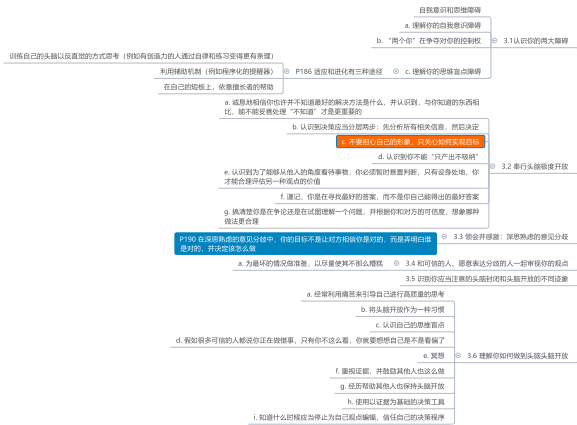 自我意识和思维障碍
a. 理解你的自我意识障碍
b. “两个你”在争夺对你的控制权
3.1认识你的两大障碍
训练自己的头脑以反直觉的方式思考（例如有创造力的人通过自律和练习变得更有条理）
利用辅助机制（例如程序化的提醒器）
P186 适应和进化有三种途径
c. 理解你的思维盲点障碍
在自己的短板上，依靠擅长者的帮助
a. 诚恳地相信你也许并不知道最好的解决方法是什么，并认识到，与你知道的东西相
比，能不能妥善处理“不知道”才是更重要的
b. 认识到决策应当分层两步：先分析所有相关信息，然后决定
c. 不要担心自己的形象，只关心如何实现目标
d. 认识到你不能“只产出不吸纳”
3.2 奉行头脑极度开放
e. 认识到为了能够从他人的角度看待事物，你必须暂时悬置判断，只有设身处地，你
才能合理评估另一种观点的价值
f. 谨记，你是在寻找最好的答案，而不是你自己能得出的最好答案
g. 搞清楚你是在争论还是在试图理解一个问题，并根据你和对方的可信度，想象哪种
做法更合理
P190 在深思熟虑的意见分歧中，你的目标不是让对方相信你是对的，而是弄明白谁
是对的，并决定该怎么做
3.3 领会并感激：深思熟虑的意见分歧
a. 为最坏的情况做准备，以尽量使其不那么糟糕
3.4 和可信的人、愿意表达分歧的人一起审视你的观点
3.5 识别你应当注意的头脑封闭和头脑开放的不同迹象
a. 经常利用痛苦来引导自己进行高质量的思考
b. 将头脑开放作为一种习惯
c. 认识自己的思维盲点
d. 假如很多可信的人都说你正在做错事，只有你不这么看，你就要想想自己是不是看偏了
e. 冥想
3.6 理解你如何做到头脑头脑开放
f. 重视证据，并鼓励其他人也这么做
g. 经历帮助其他人也保持头脑开放
h. 使用以证据为基础的决策工具
i. 知道什么时候应当停止为自己观点蝙蝠，信任自己的决策程序